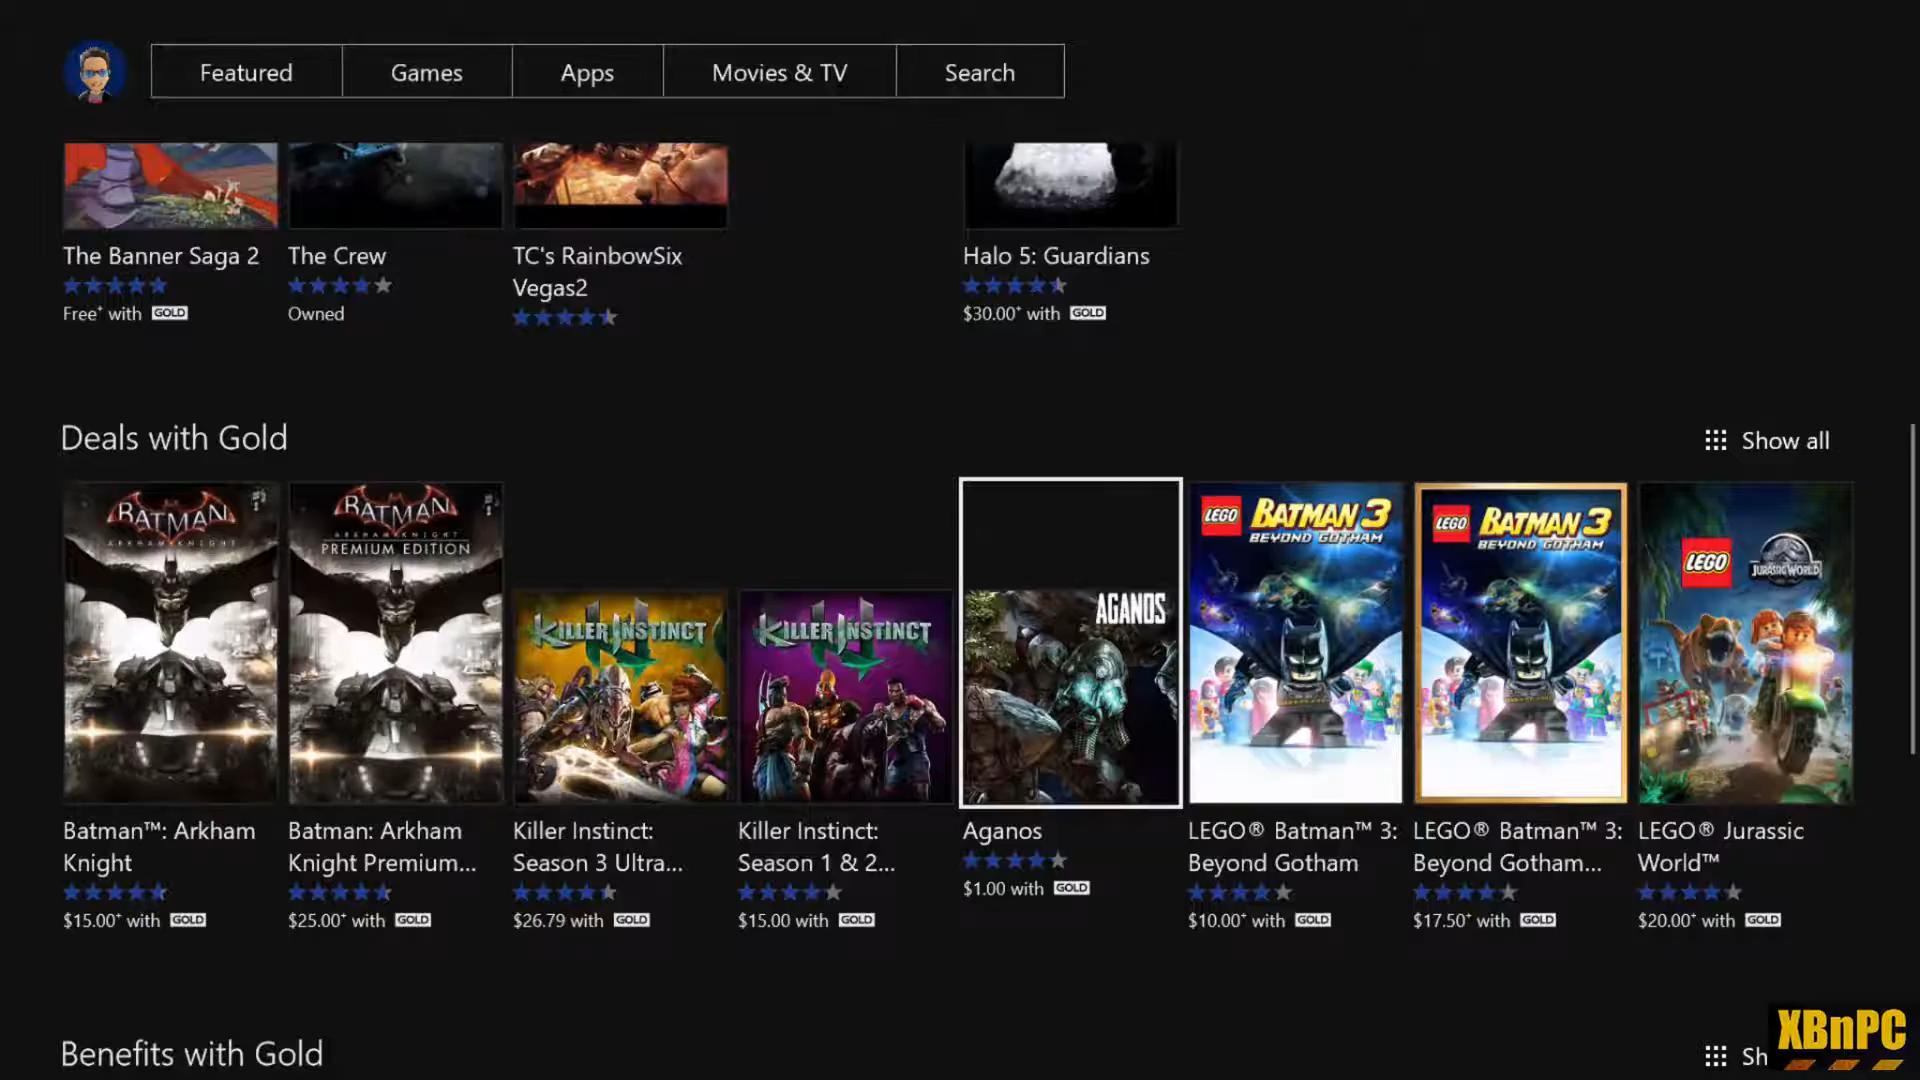 Featured
Games
Apps
Movies & TV
Search
The Banner Saga 2
Free+ with GOLD
The Crew
Owned
TC's RainbowSix
Vegas2
Halo 5: Guardians
$30.00+ with GOLD
Deals with Gold
Show all
BATMAN
ARKHAM KNIGHT
BATMAN
ARKHAM KNIGHT
PREMIUM EDITION
KILLER INSTINCT
KILLER INSTINCT
AGANOS
LEGO BATMAN 3
BEYOND GOTHAM
LEGO BATMAN 3
BEYOND GOTHAM
LEGO JURASSIC WORLD
Batman™: Arkham
Knight
$15.00+ with GOLD
Batman: Arkham
Knight Premium...
$25.00+ with GOLD
Killer Instinct:
Season 3 Ultra...
$26.79 with GOLD
Killer Instinct:
Season 1 & 2...
$15.00 with GOLD
Aganos
$1.00 with GOLD
LEGO® Batman™ 3:
Beyond Gotham
$10.00+ with GOLD
LEGO® Batman™ 3:
Beyond Gotham...
$17.50+ with GOLD
LEGO® Jurassic
World™
$20.00+ with GOLD
Benefits with Gold
Sh
XBnPC